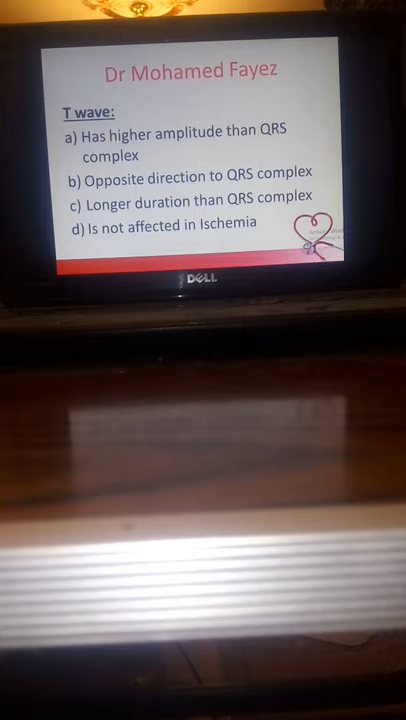 Dr Mohamed Fayez
T wave:
a) Has higher amplitude than QRS
complex
b) Opposite direction to QRS complex
c) Longer duration than QRS complex
d) Is not affected in Ischemia
DELL